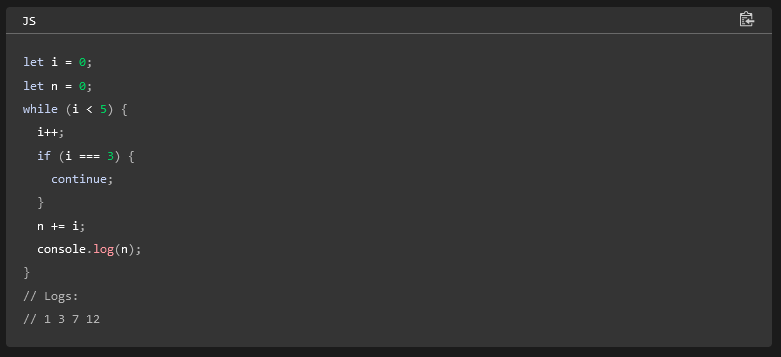 JS
let i = 0;
let n = 0;
while (i < 5) {
  i++;
  if (i === 3) {
    continue;
  }
  n += i;
  console.log(n);
}
// Logs:
// 1 3 7 12